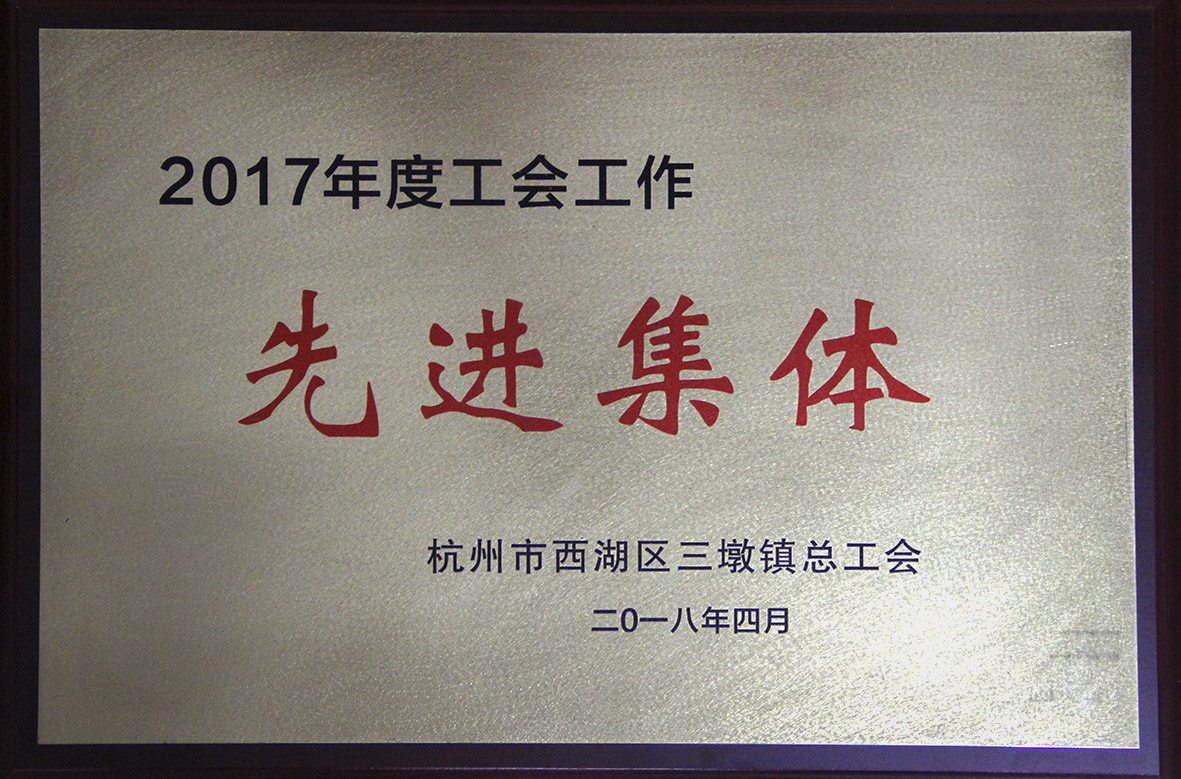 2017年度工会工作
先进集体
杭州市西湖区三墩镇总工会
二0一八年四月